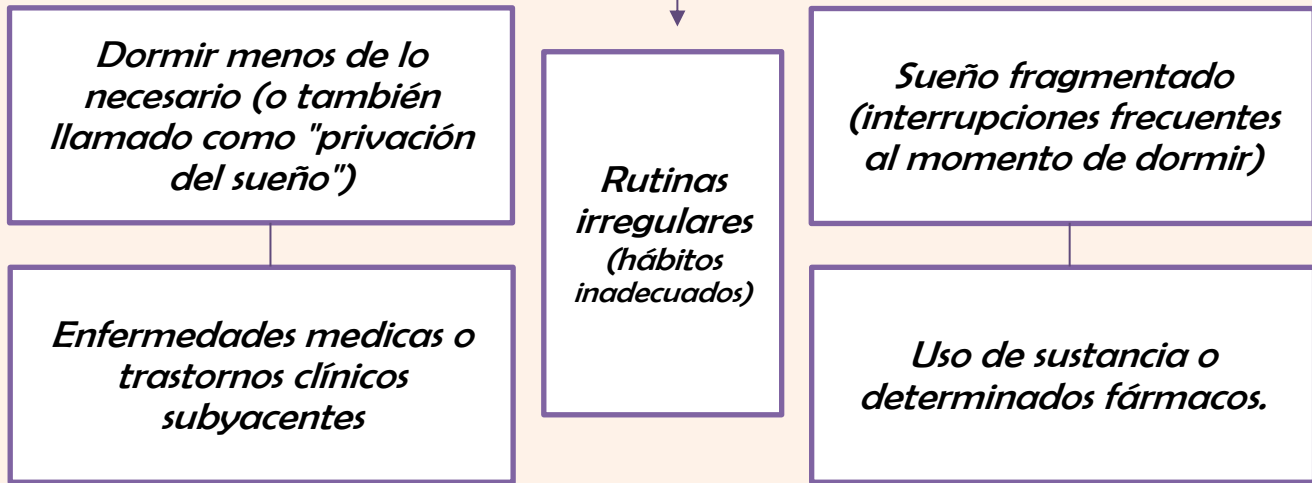 Dormir menos de lo
necesario (o también
llamado como "privación
del sueño")
Enfermedades medicas o
trastornos clínicos
subyacentes
Rutinas
irregulares
(hábitos
inadecuados)
Sueño fragmentado
(interrupciones frecuentes
al momento de dormir)
Uso de sustancia o
determinados fármacos.